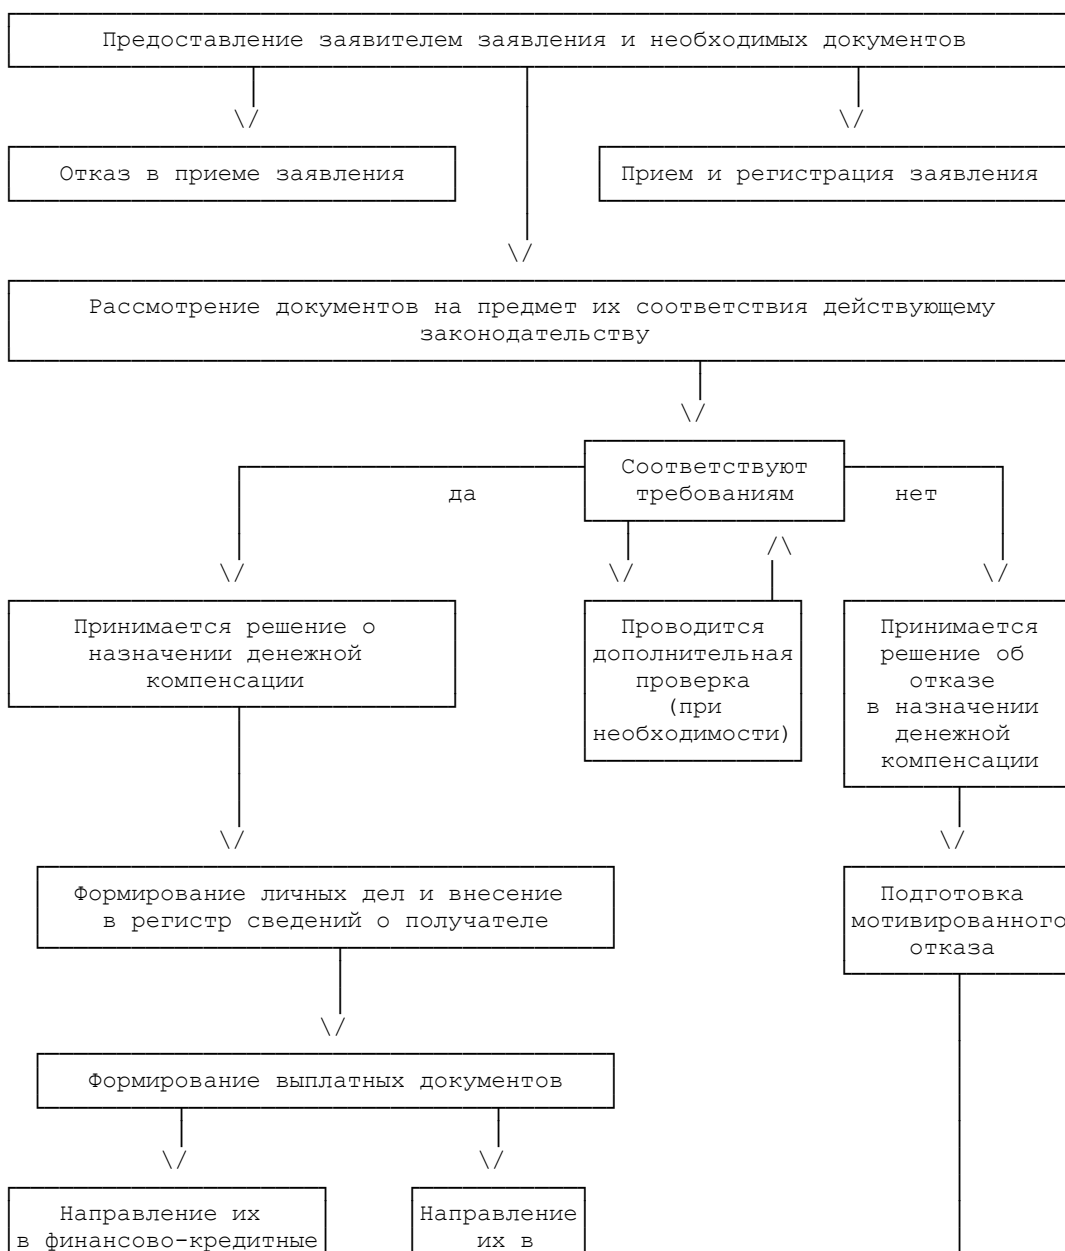 Предоставление заявителем заявления и необходимых документов
Отказ в приеме заявления
Прием и регистрация заявления
Рассмотрение документов на предмет их соответствия действующему
законодательству
Соответствуют
требованиям
да
нет
Принимается решение о
назначении денежной
компенсации
Проводится
дополнительная
проверка
(при
необходимости)
Принимается
решение об
отказе
в назначении
денежной
компенсации
Формирование личных дел и внесение
в регистр сведений о получателе
Подготовка
мотивированного
отказа
Формирование выплатных документов
Направление их
в финансово-кредитные
Направление
их в